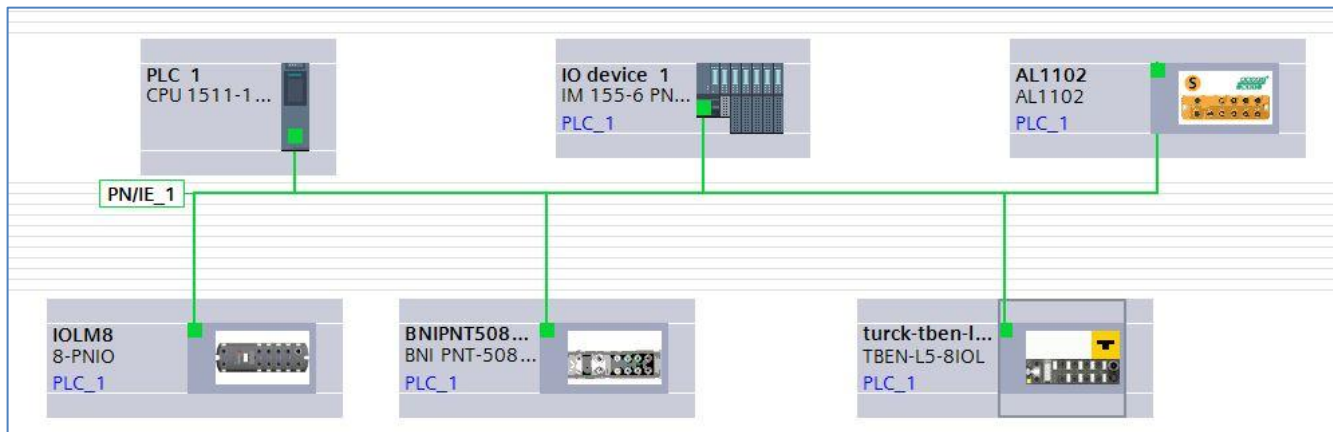 PLC_1
CPU 1511-1...
IO device_1
IM 155-6 PN...
PLC_1
AL1102
AL1102
PLC_1
PN/IE_1
IOLM8
8-PNIO
PLC_1
BNIPNT508...
BNI PNT-508...
PLC_1
turck-tben-l...
TBEN-L5-8IOL
PLC_1